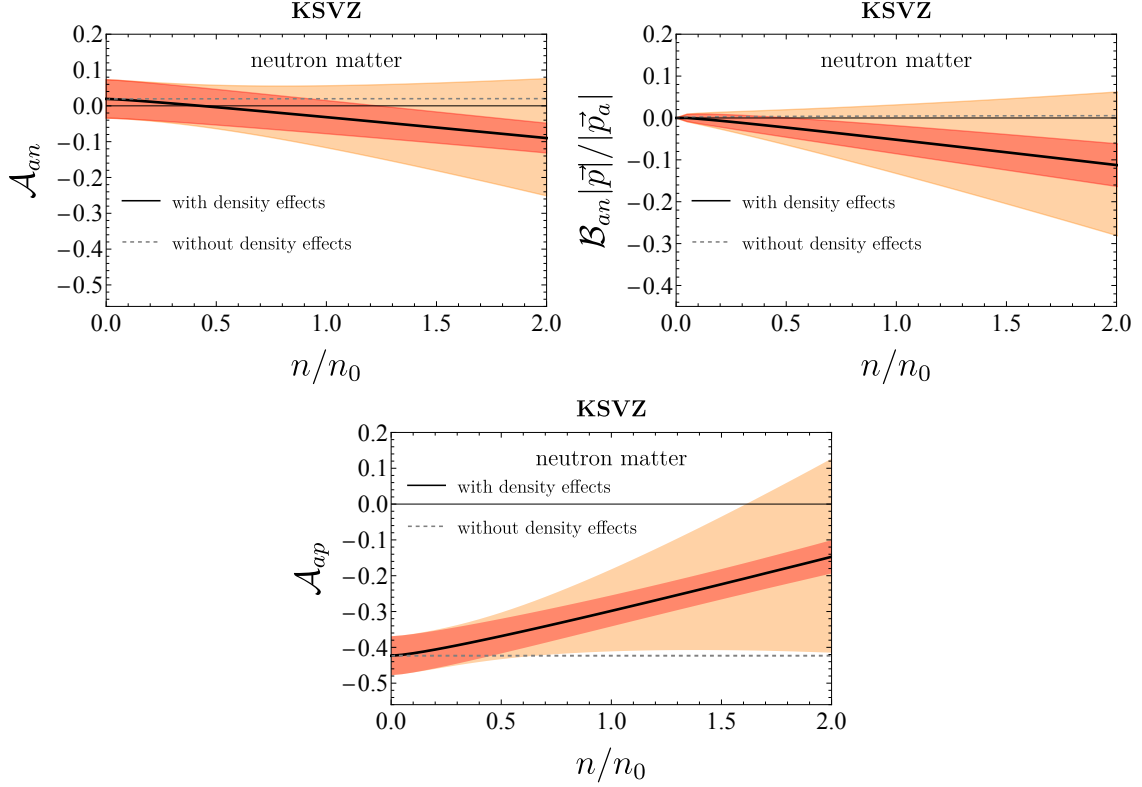 KSVZ
neutron matter
with density effects
without density effects
0.2
0.1
0.0
−0.1
−0.2
−0.3
−0.4
−0.5
0.0 0.5 1.0 1.5 2.0
𝒜ₐₙ
n/n₀
KSVZ
neutron matter
with density effects
without density effects
0.2
0.1
0.0
−0.1
−0.2
−0.3
−0.4
0.0 0.5 1.0 1.5 2.0
ℬₐₙ|p⃗|/|p⃗ₐ|
n/n₀
KSVZ
neutron matter
with density effects
without density effects
0.2
0.1
0.0
−0.1
−0.2
−0.3
−0.4
−0.5
0.0 0.5 1.0 1.5 2.0
𝒜ₐₚ
n/n₀